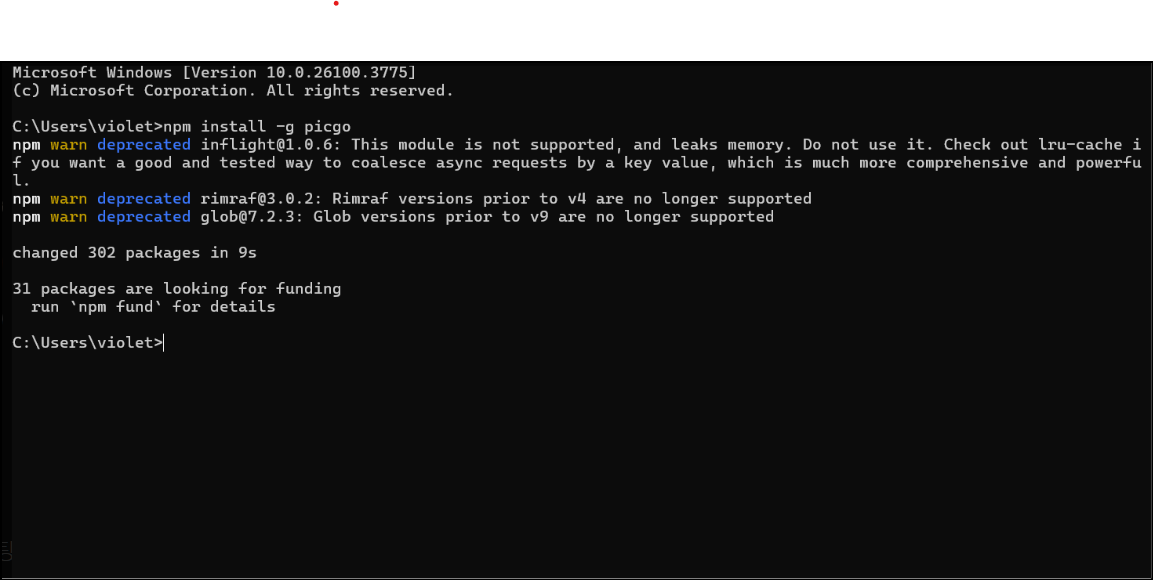 Microsoft Windows [Version 10.0.26100.3775]
(c) Microsoft Corporation. All rights reserved.
C:\Users\violet>npm install -g picgo
npm warn deprecated inflight@1.0.6: This module is not supported, and leaks memory. Do not use it. Check out lru-cache i
f you want a good and tested way to coalesce async requests by a key value, which is much more comprehensive and powerfu
l.
npm warn deprecated rimraf@3.0.2: Rimraf versions prior to v4 are no longer supported
npm warn deprecated glob@7.2.3: Glob versions prior to v9 are no longer supported
changed 302 packages in 9s
31 packages are looking for funding
  run `npm fund` for details
C:\Users\violet>